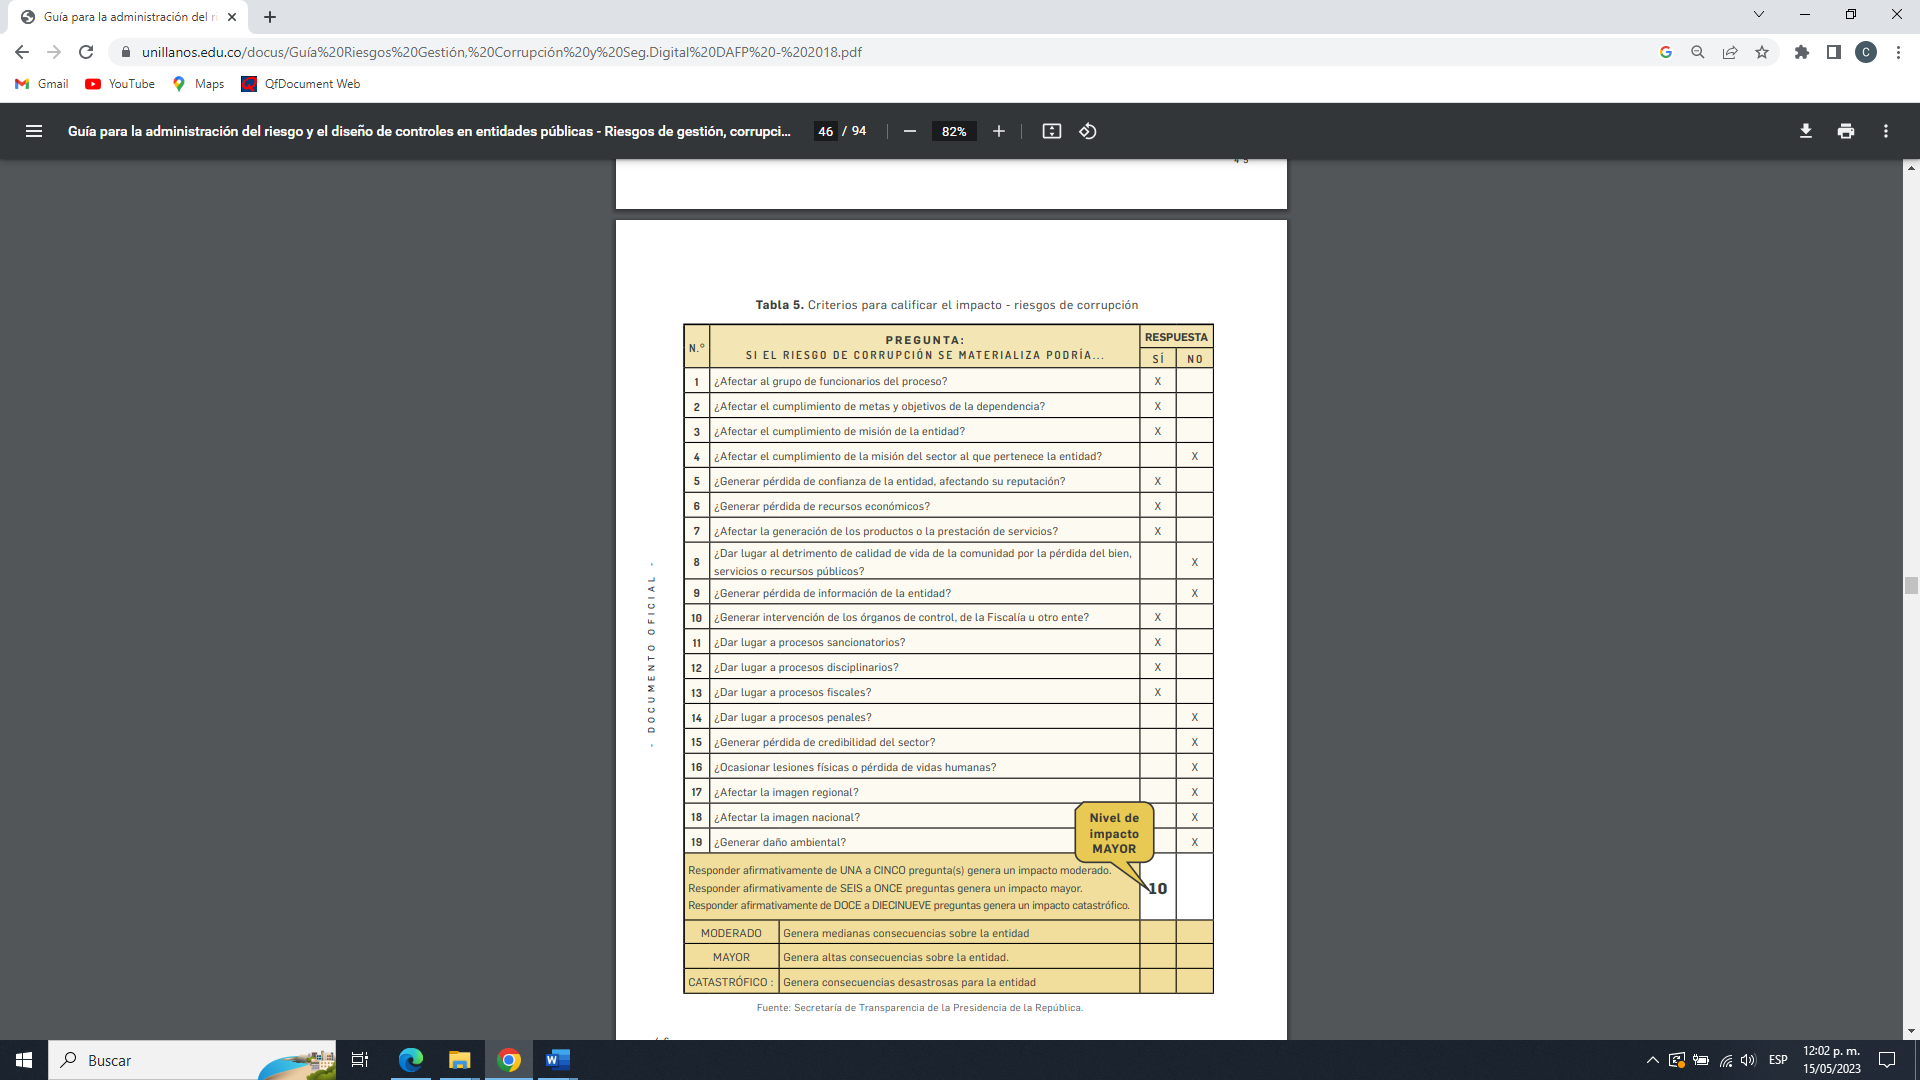 Guía para la administración del ri
unillanos.edu.co/docus/Guía%20Riesgos%20Gestión,%20Corrupción%20y%20Seg.Digital%20DAFP%20-%202018.pdf
C
Gmail
YouTube
Maps
QfDocument Web
Guía para la administración del riesgo y el diseño de controles en entidades públicas - Riesgos de gestión, corrupci...
46 / 94
82%
45
Tabla 5. Criterios para calificar el impacto - riesgos de corrupción
N.° PREGUNTA: RESPUESTA
SI EL RIESGO DE CORRUPCIÓN SE MATERIALIZA PODRÍA... SÍ NO
1 ¿Afectar al grupo de funcionarios del proceso? X
2 ¿Afectar el cumplimiento de metas y objetivos de la dependencia? X
3 ¿Afectar el cumplimiento de misión de la entidad? X
4 ¿Afectar el cumplimiento de la misión del sector al que pertenece la entidad? X
5 ¿Generar pérdida de confianza de la entidad, afectando su reputación? X
6 ¿Generar pérdida de recursos económicos? X
7 ¿Afectar la generación de los productos o la prestación de servicios? X
8 ¿Dar lugar al detrimento de calidad de vida de la comunidad por la pérdida del bien,
servicios o recursos públicos? X
9 ¿Generar pérdida de información de la entidad? X
10 ¿Generar intervención de los órganos de control, de la Fiscalía u otro ente? X
11 ¿Dar lugar a procesos sancionatorios? X
12 ¿Dar lugar a procesos disciplinarios? X
13 ¿Dar lugar a procesos fiscales? X
14 ¿Dar lugar a procesos penales? X
15 ¿Generar pérdida de credibilidad del sector? X
16 ¿Ocasionar lesiones físicas o pérdida de vidas humanas? X
17 ¿Afectar la imagen regional? X
18 ¿Afectar la imagen nacional? X
19 ¿Generar daño ambiental? X
Nivel de
impacto
MAYOR
Responder afirmativamente de UNA a CINCO pregunta(s) genera un impacto moderado.
Responder afirmativamente de SEIS a ONCE preguntas genera un impacto mayor.
Responder afirmativamente de DOCE a DIECINUEVE preguntas genera un impacto catastrófico.
10
MODERADO Genera medianas consecuencias sobre la entidad
MAYOR Genera altas consecuencias sobre la entidad.
CATASTRÓFICO : Genera consecuencias desastrosas para la entidad
Fuente: Secretaría de Transparencia de la Presidencia de la República.
- DOCUMENTO OFICIAL -
Buscar
ESP
12:02 p. m.
15/05/2023